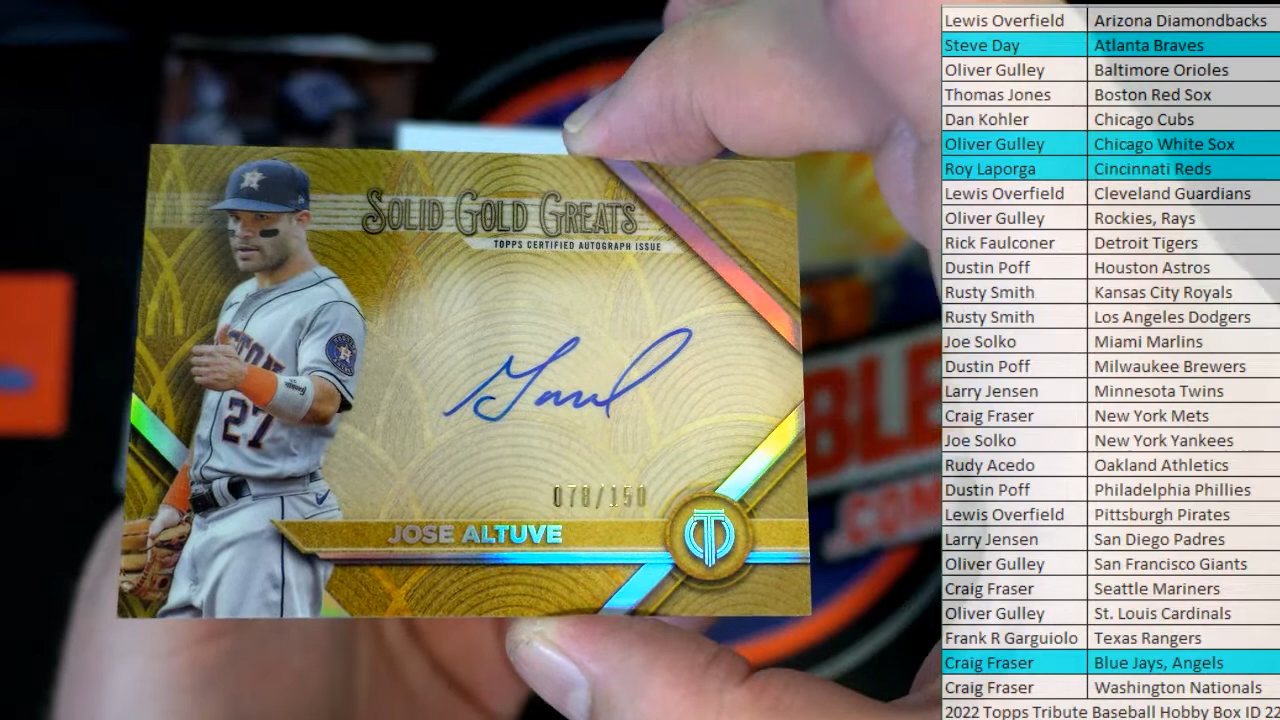 SOLID GOLD GREATS
TOPPS CERTIFIED AUTOGRAPH ISSUE
27
078/150
JOSE ALTUVE
BLE
.COM
Lewis Overfield Arizona Diamondbacks
Steve Day Atlanta Braves
Oliver Gulley Baltimore Orioles
Thomas Jones Boston Red Sox
Dan Kohler Chicago Cubs
Oliver Gulley Chicago White Sox
Roy Laporga Cincinnati Reds
Lewis Overfield Cleveland Guardians
Oliver Gulley Rockies, Rays
Rick Faulconer Detroit Tigers
Dustin Poff Houston Astros
Rusty Smith Kansas City Royals
Rusty Smith Los Angeles Dodgers
Joe Solko Miami Marlins
Dustin Poff Milwaukee Brewers
Larry Jensen Minnesota Twins
Craig Fraser New York Mets
Joe Solko New York Yankees
Rudy Acedo Oakland Athletics
Dustin Poff Philadelphia Phillies
Lewis Overfield Pittsburgh Pirates
Larry Jensen San Diego Padres
Oliver Gulley San Francisco Giants
Craig Fraser Seattle Mariners
Oliver Gulley St. Louis Cardinals
Frank R Garguiolo Texas Rangers
Craig Fraser Blue Jays, Angels
Craig Fraser Washington Nationals
2022 Topps Tribute Baseball Hobby Box ID 22